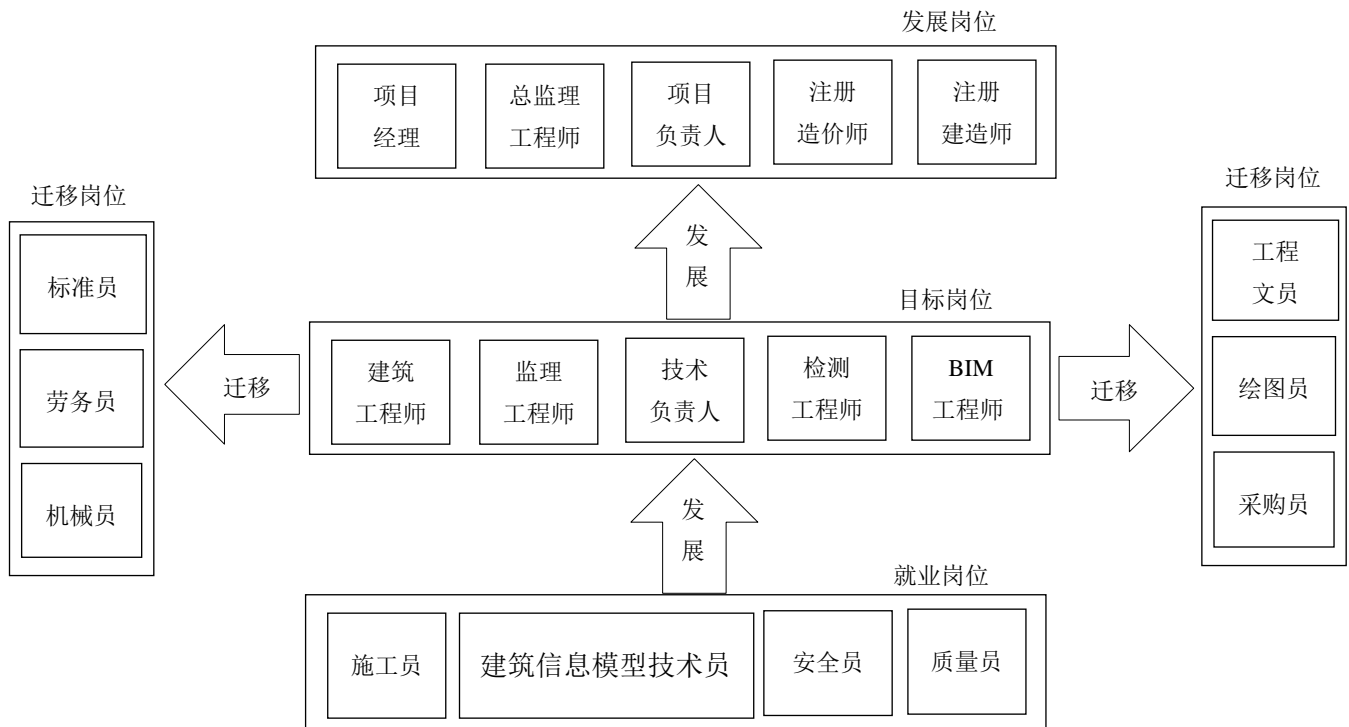 发展岗位
项目
经理
总监理
工程师
项目
负责人
注册
造价师
注册
建造师
迁移岗位
标准员
劳务员
机械员
迁移岗位
工程
文员
绘图员
采购员
发
展
目标岗位
建筑
工程师
监理
工程师
技术
负责人
检测
工程师
BIM
工程师
迁移
迁移
发
展
就业岗位
施工员
建筑信息模型技术员
安全员
质量员